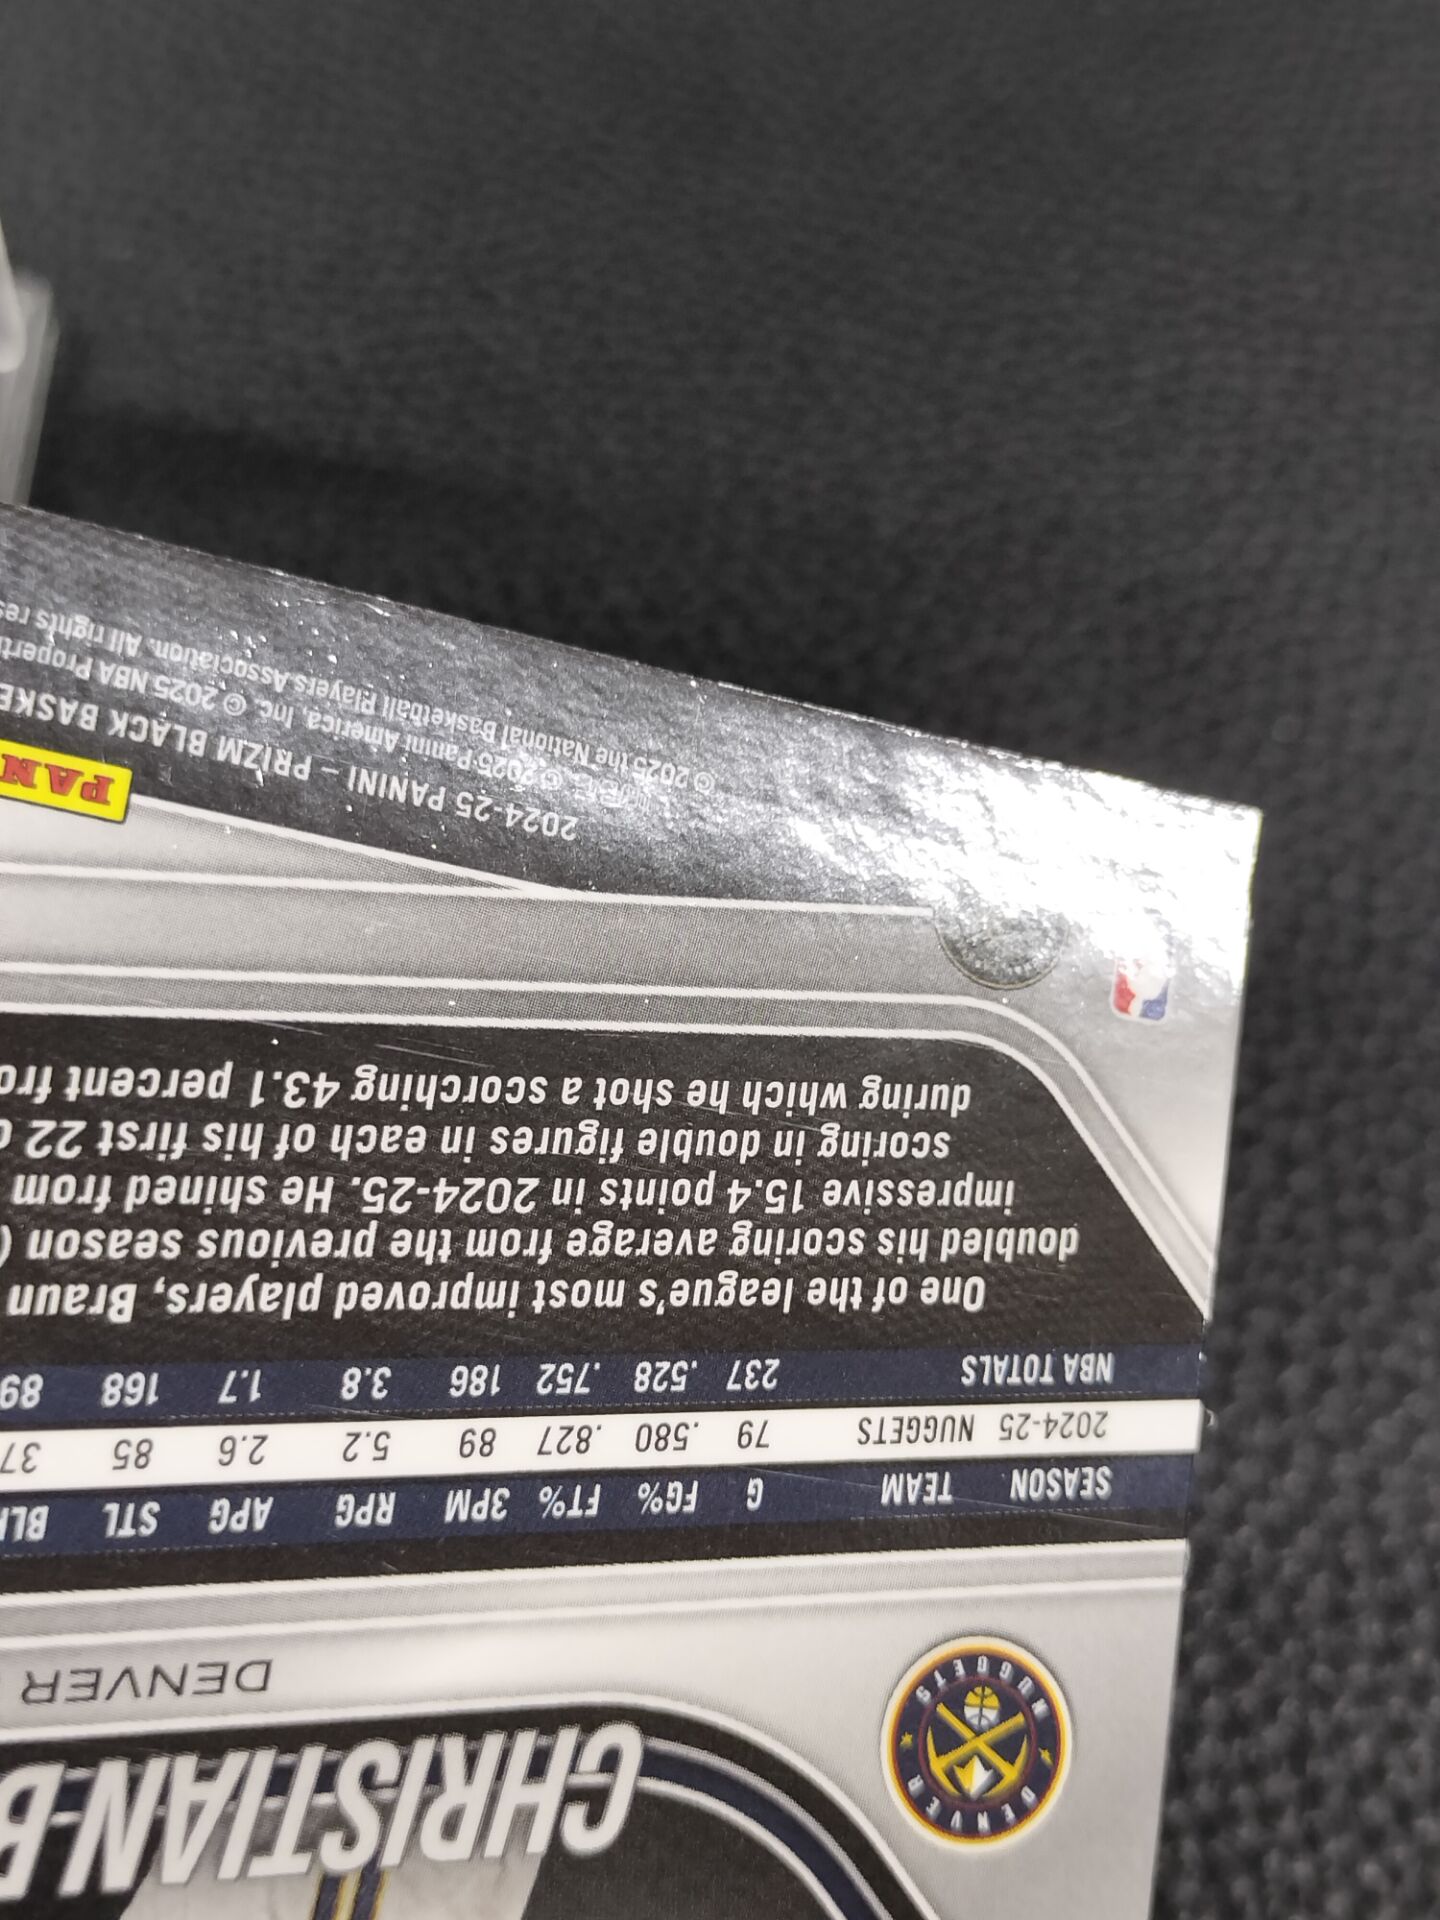 CHRISTIAN B
DENVER
DENVER NUGGETS
SEASON TEAM G FG% FT% 3PM RPG APG STL
2024-25 NUGGETS 79 .580 .827 89 5.2 2.6 85 37
NBA TOTALS 237 .528 .752 186 3.8 1.7 168 89
One of the league's most improved players, Braun
doubled his scoring average from the previous season (
impressive 15.4 points in 2024-25. He shined from
scoring in double figures in each of his first 22
during which he shot a scorching 43.1 percent
PAN
2024-25 PANINI – PRIZM BLACK BASKE
© 2025 Panini America, Inc. © 2025 NBA Properti
© 2025 the National Basketball Players Association. All rights res